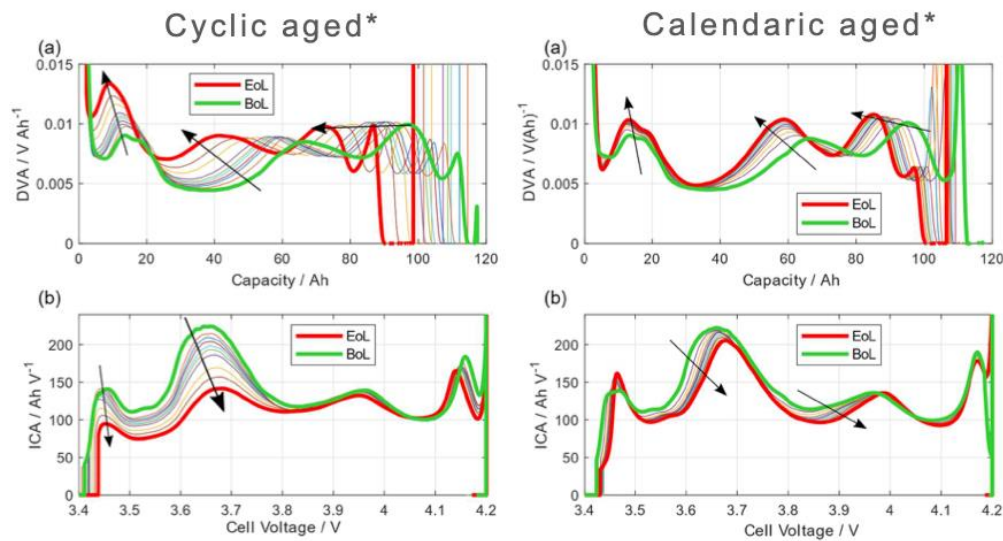 Cyclic aged*
(a)
0.015
0.01
0.005
0
DVA / V Ah⁻¹
EoL
BoL
0 20 40 60 80 100 120
Capacity / Ah
(b)
200
150
100
50
0
ICA / Ah V⁻¹
EoL
BoL
3.4 3.5 3.6 3.7 3.8 3.9 4 4.1 4.2
Cell Voltage / V
Calendaric aged*
(a)
0.015
0.01
0.005
0
DVA / V(Ah)⁻¹
EoL
BoL
0 20 40 60 80 100 120
Capacity / Ah
(b)
200
150
100
50
0
ICA / Ah V⁻¹
EoL
BoL
3.4 3.5 3.6 3.7 3.8 3.9 4 4.1 4.2
Cell Voltage / V